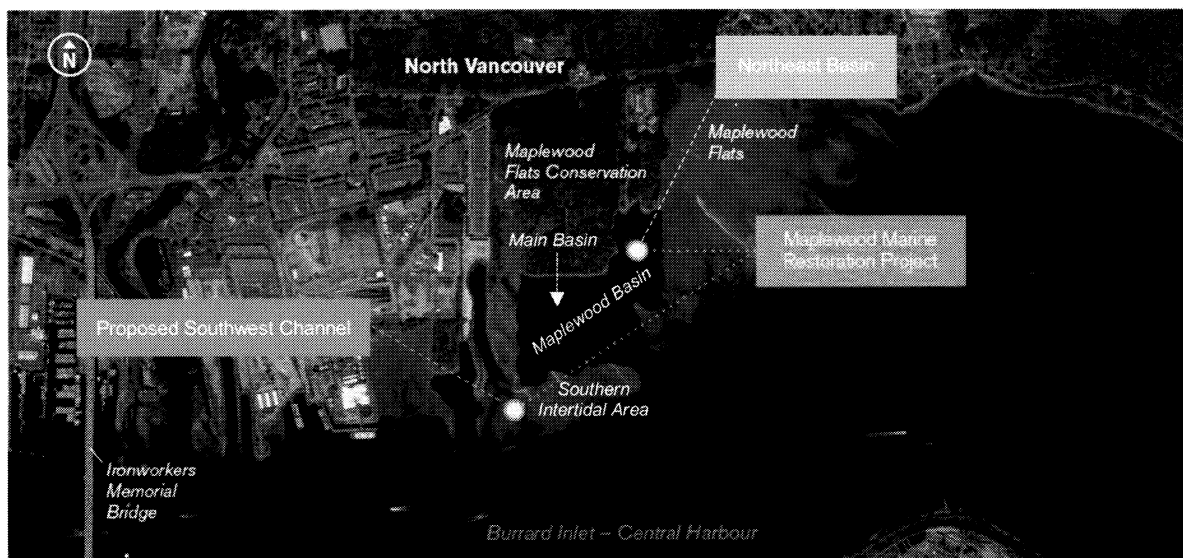 N
North Vancouver
Northeast Basin
Maplewood
Flats
Maplewood
Flats Conservation
Area
Main Basin
Maplewood Marine
Restoration Project
Maplewood Basin
Proposed Southwest Channel
Southern
Intertidal Area
Ironworkers
Memorial
Bridge
Burrard Inlet – Central Harbour